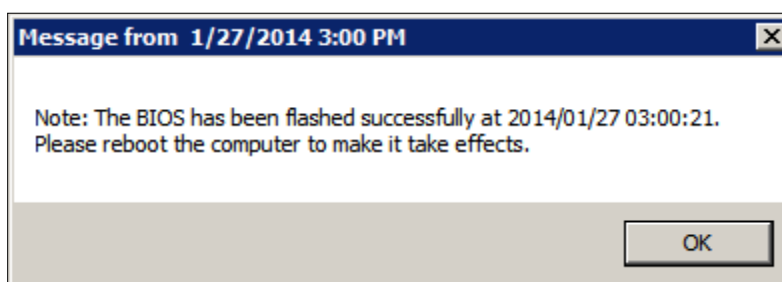 Message from 1/27/2014 3:00 PM
Note: The BIOS has been flashed successfully at 2014/01/27 03:00:21.
Please reboot the computer to make it take effects.
OK